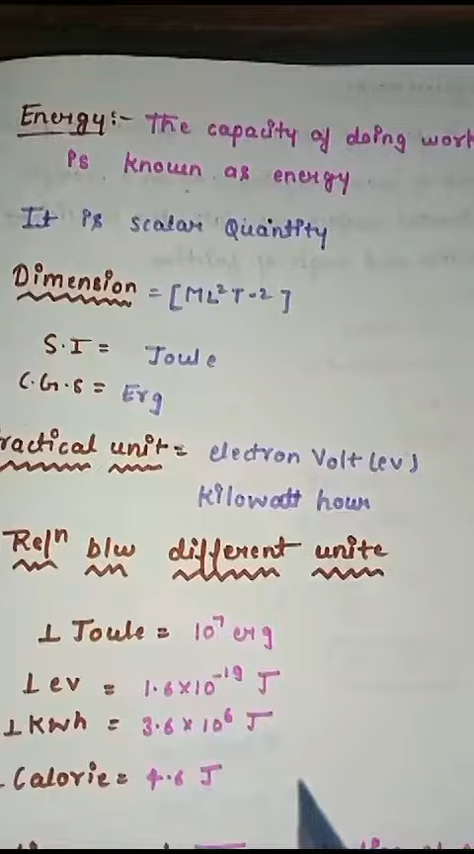 Energy:- The capacity of doing work
is known as energy
It is scalar Quantity
Dimension = [ML²T-2]
S.I = Joule
C.G.S = Erg
ractical unit = electron Volt (ev)
Kilowatt hour
Reln b/w different unite
1 Joule = 10⁷ erg
1 ev = 1.6×10⁻¹⁹ J
1 Kwh = 3.6 × 10⁶ J
Calorie = 4.6 J